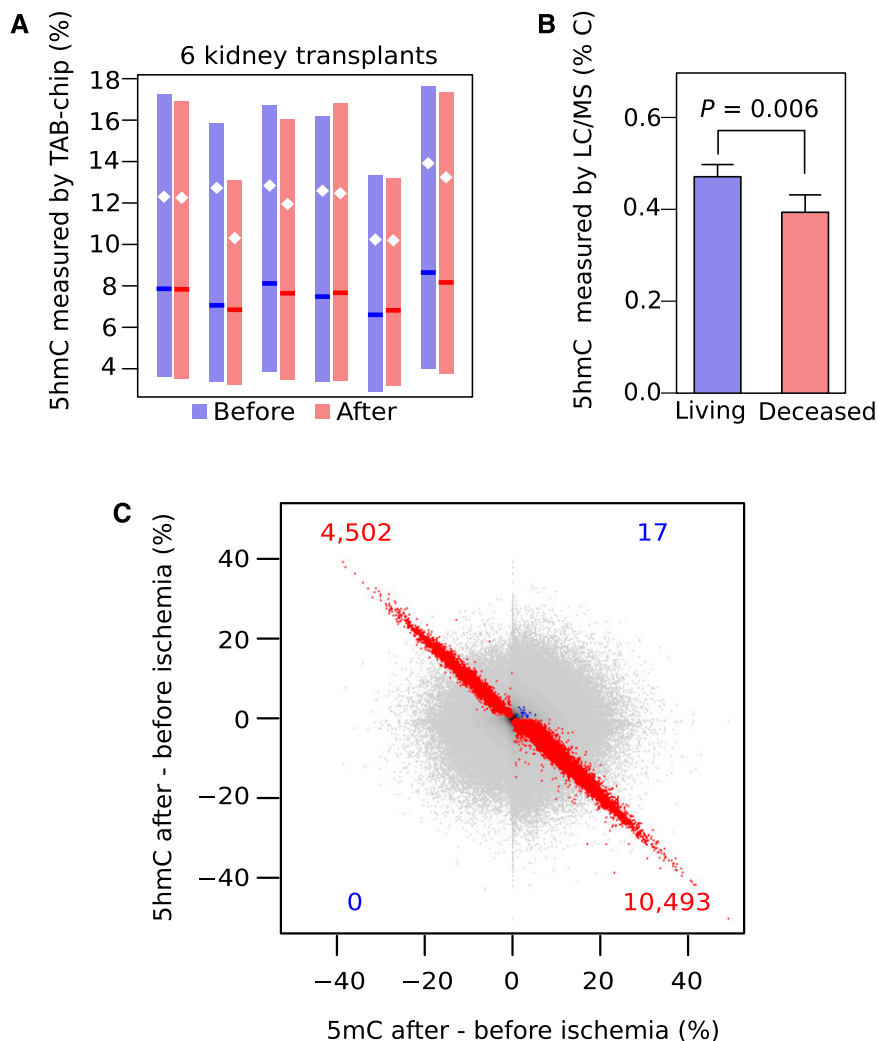 A
5hmC measured by TAB-chip (%)
6 kidney transplants
18
16
14
12
10
8
6
4
Before
After
B
5hmC measured by LC/MS (% C)
P = 0.006
0.6
0.4
0.2
0.0
Living
Deceased
C
5hmC after - before ischemia (%)
4,502
17
40
20
0
−20
−40
0
10,493
−40
−20
0
20
40
5mC after - before ischemia (%)